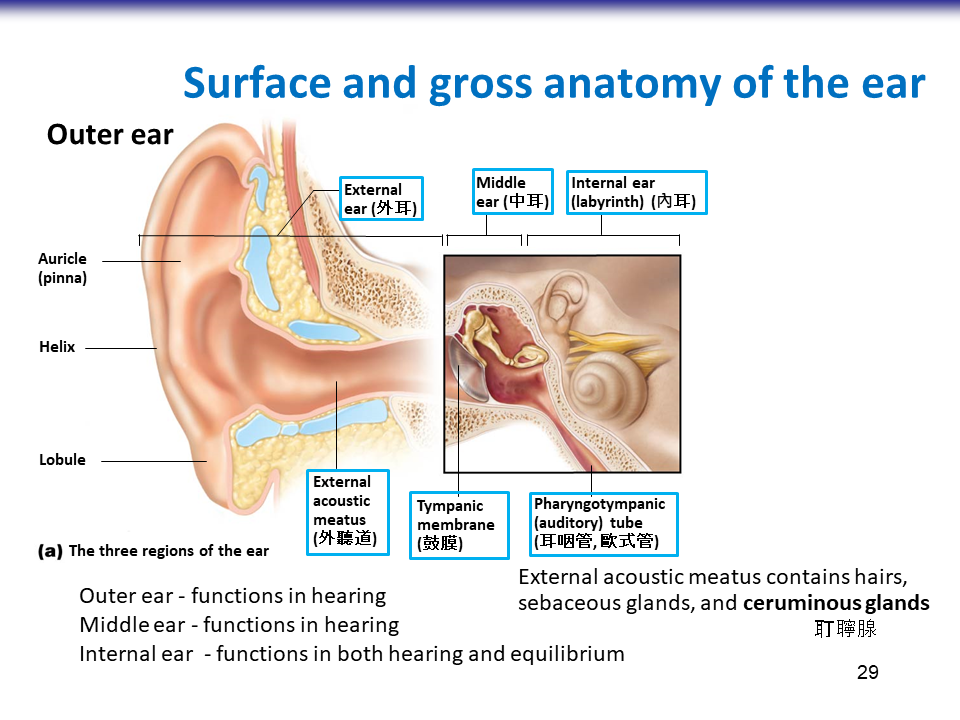 Surface and gross anatomy of the ear
Outer ear
External
ear (外耳)
Middle
ear (中耳)
Internal ear
(labyrinth) (內耳)
Auricle
(pinna)
Helix
Lobule
External
acoustic
meatus
(外聽道)
Tympanic
membrane
(鼓膜)
Pharyngotympanic
(auditory) tube
(耳咽管, 歐式管)
(a) The three regions of the ear
External acoustic meatus contains hairs,
sebaceous glands, and ceruminous glands
耵聹腺
Outer ear - functions in hearing
Middle ear - functions in hearing
Internal ear - functions in both hearing and equilibrium
29